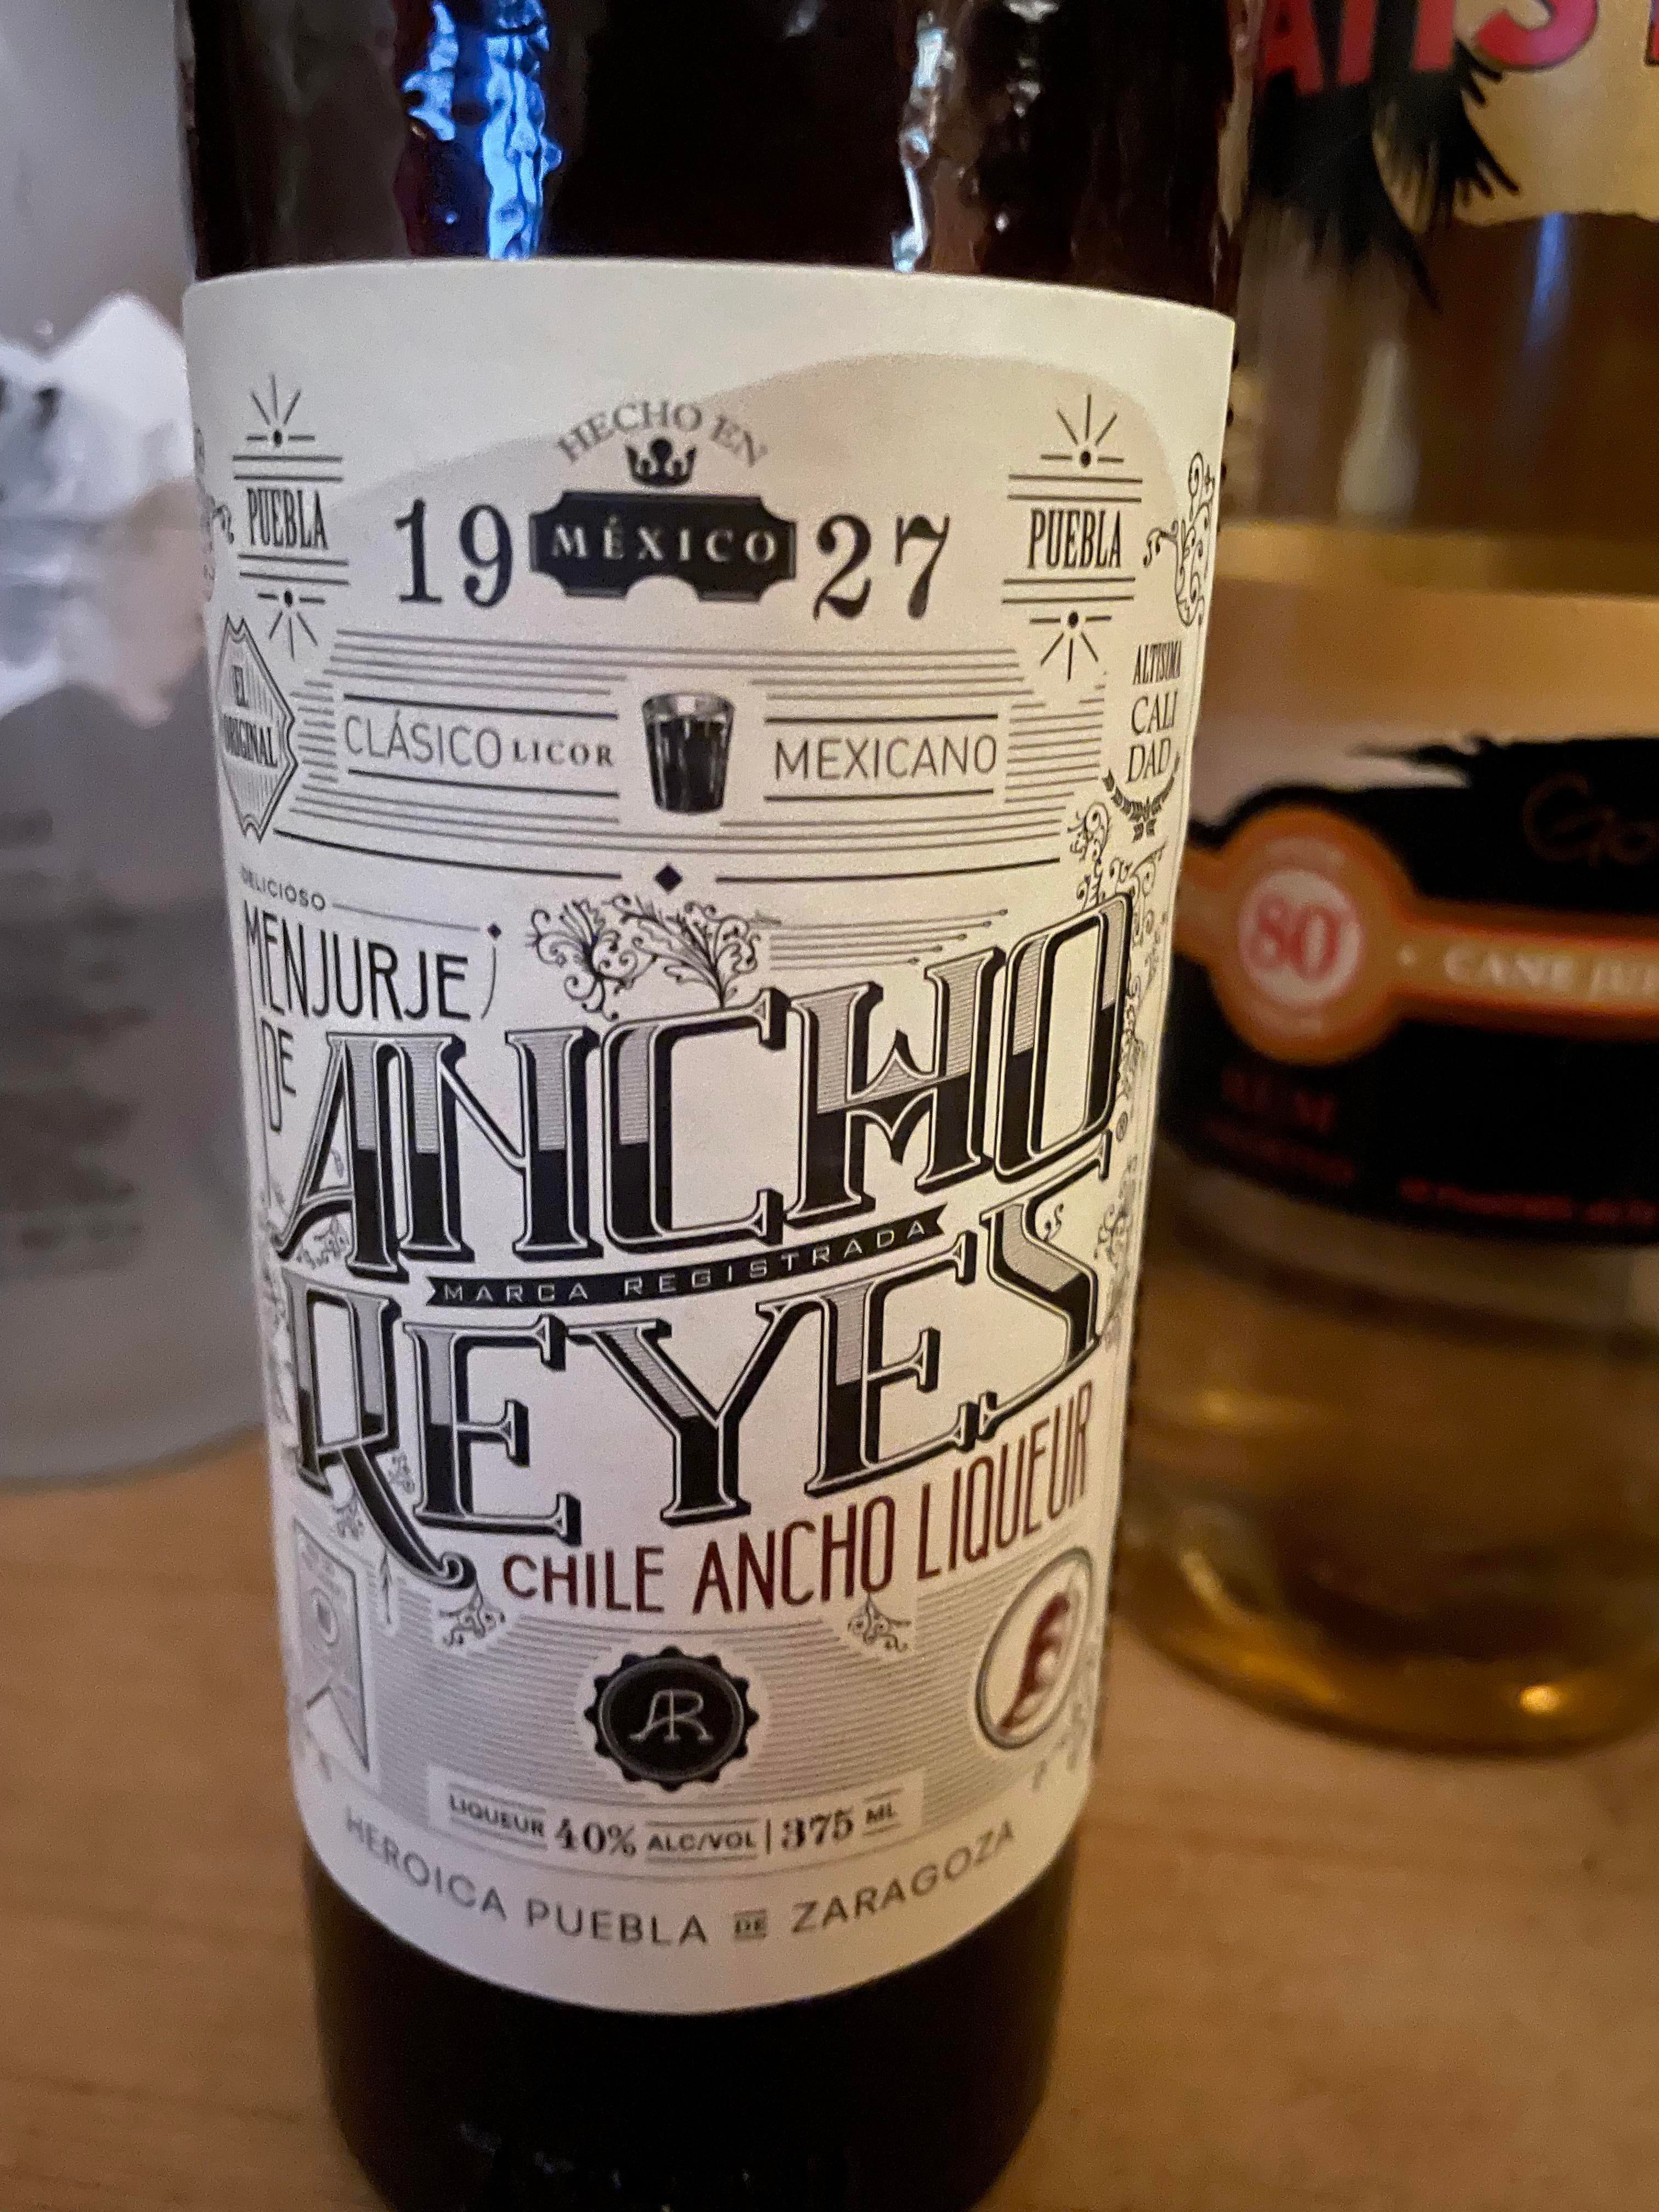 HECHO EN
PUEBLA
19 MÉXICO 27
PUEBLA
EL
ORIGINAL
CLÁSICO LICOR MEXICANO
ALTISIMA
CALI
DAD
DELICIOSO
MENJURJE
DE
ANCHO
MARCA REGISTRADA
REYES
CHILE ANCHO LIQUEUR
AR
LIQUEUR 40% ALC/VOL | 375 ML
HEROICA PUEBLA DE ZARAGOZA
80
CANE
RUM